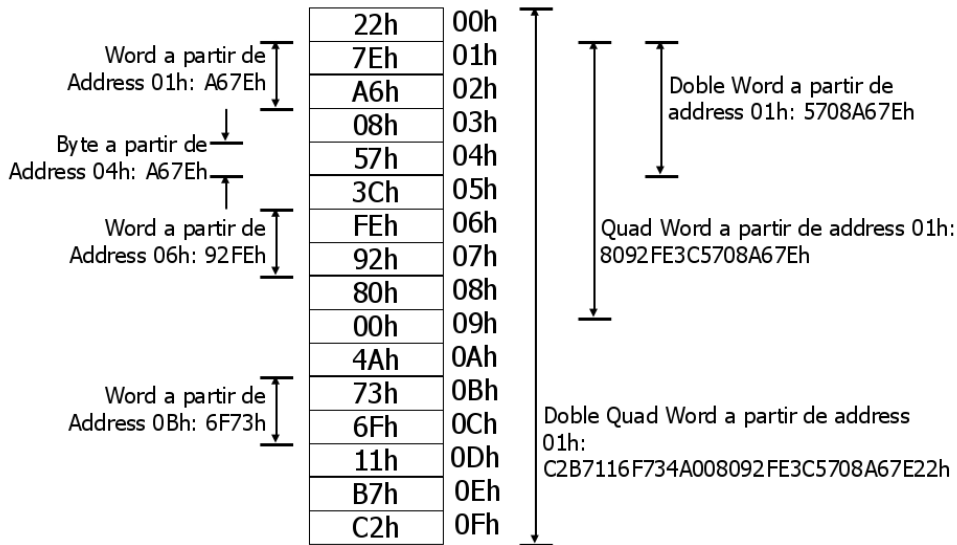 22h 00h
7Eh 01h
A6h 02h
08h 03h
57h 04h
3Ch 05h
FEh 06h
92h 07h
80h 08h
00h 09h
4Ah 0Ah
73h 0Bh
6Fh 0Ch
11h 0Dh
B7h 0Eh
C2h 0Fh
Word a partir de
Address 01h: A67Eh
Byte a partir de
Address 04h: A67Eh
Word a partir de
Address 06h: 92FEh
Word a partir de
Address 0Bh: 6F73h
Doble Word a partir de
address 01h: 5708A67Eh
Quad Word a partir de address 01h:
8092FE3C5708A67Eh
Doble Quad Word a partir de address
01h:
C2B7116F734A008092FE3C5708A67E22h